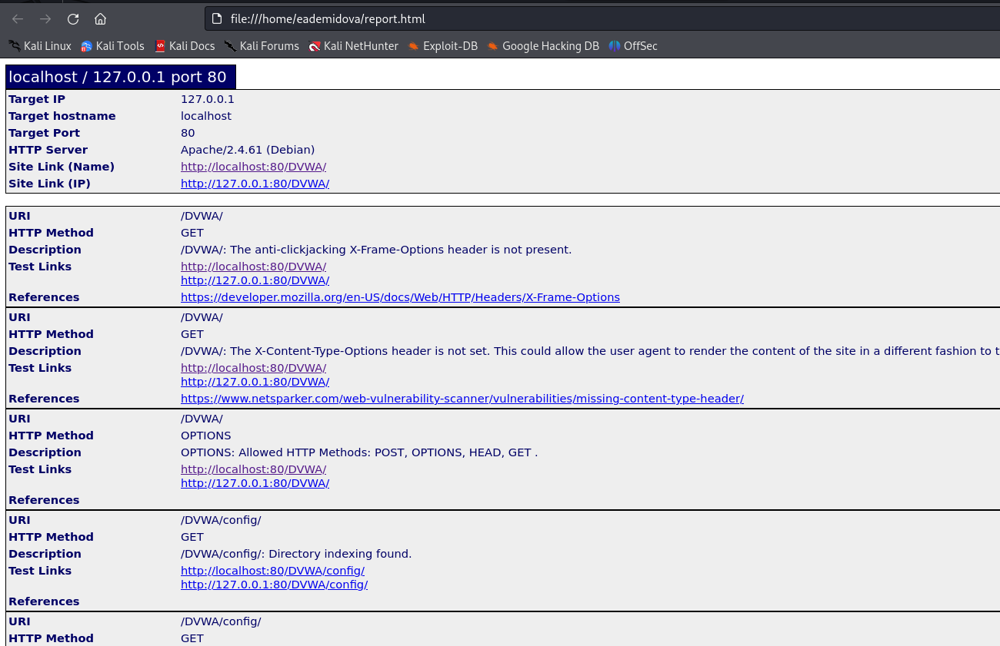 file:///home/eademidova/report.html
Kali Linux Kali Tools Kali Docs Kali Forums Kali NetHunter Exploit-DB Google Hacking DB OffSec
localhost / 127.0.0.1 port 80
Target IP 127.0.0.1
Target hostname localhost
Target Port 80
HTTP Server Apache/2.4.61 (Debian)
Site Link (Name) http://localhost:80/DVWA/
Site Link (IP) http://127.0.0.1:80/DVWA/
URI /DVWA/
HTTP Method GET
Description /DVWA/: The anti-clickjacking X-Frame-Options header is not present.
Test Links http://localhost:80/DVWA/
http://127.0.0.1:80/DVWA/
References https://developer.mozilla.org/en-US/docs/Web/HTTP/Headers/X-Frame-Options
URI /DVWA/
HTTP Method GET
Description /DVWA/: The X-Content-Type-Options header is not set. This could allow the user agent to render the content of the site in a different fashion to t
Test Links http://localhost:80/DVWA/
http://127.0.0.1:80/DVWA/
References https://www.netsparker.com/web-vulnerability-scanner/vulnerabilities/missing-content-type-header/
URI /DVWA/
HTTP Method OPTIONS
Description OPTIONS: Allowed HTTP Methods: POST, OPTIONS, HEAD, GET .
Test Links http://localhost:80/DVWA/
http://127.0.0.1:80/DVWA/
References
URI /DVWA/config/
HTTP Method GET
Description /DVWA/config/: Directory indexing found.
Test Links http://localhost:80/DVWA/config/
http://127.0.0.1:80/DVWA/config/
References
URI /DVWA/config/
HTTP Method GET